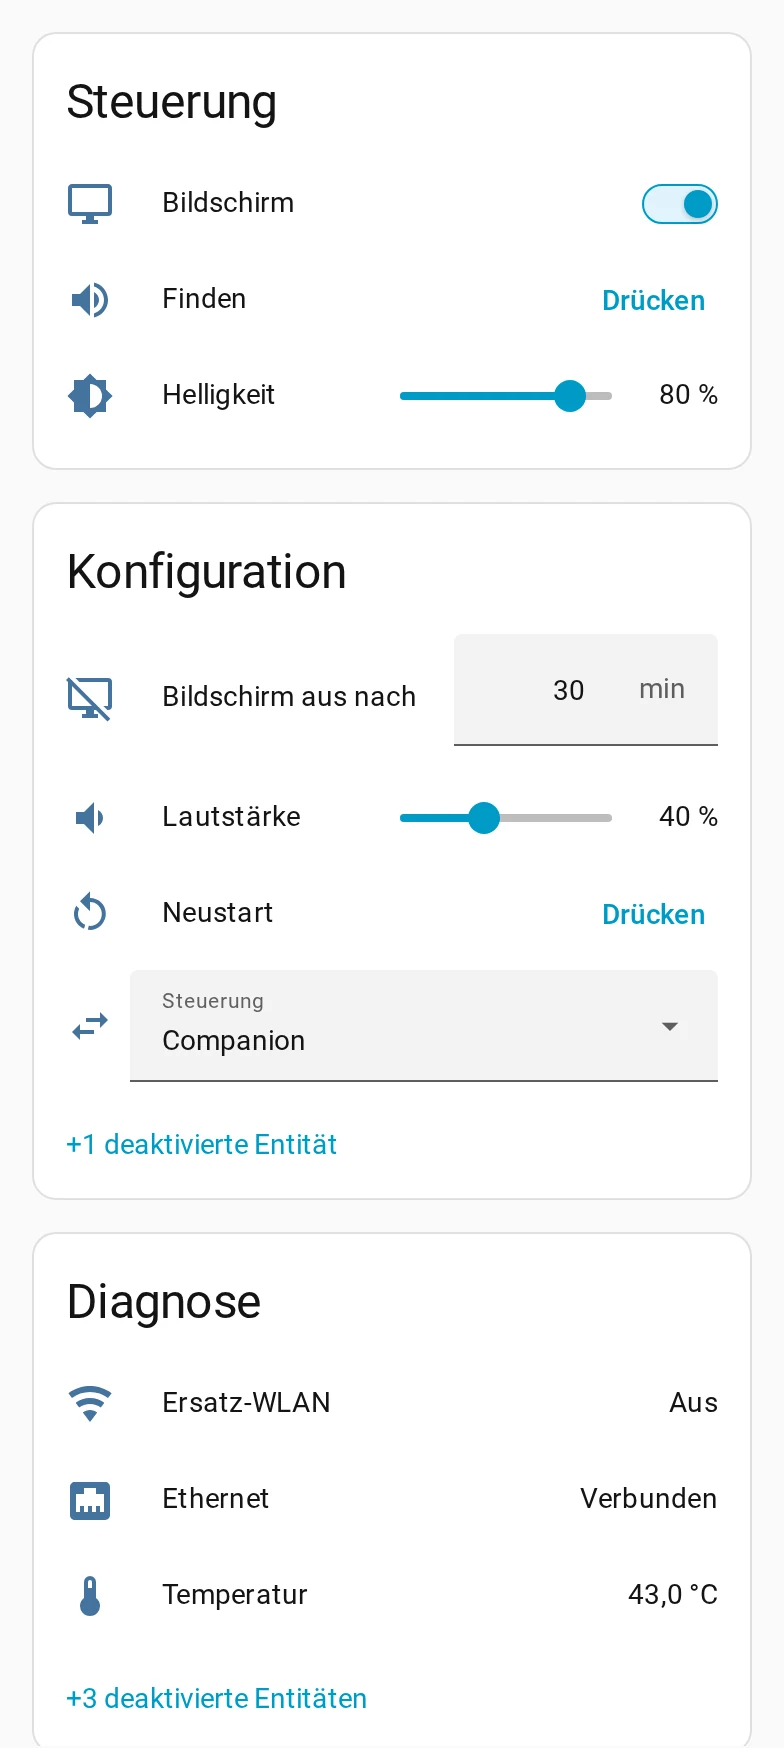 Steuerung
Bildschirm
Finden Drücken
Helligkeit 80 %
Konfiguration
Bildschirm aus nach 30 min
Lautstärke 40 %
Neustart Drücken
Steuerung
Companion
+1 deaktivierte Entität
Diagnose
Ersatz-WLAN Aus
Ethernet Verbunden
Temperatur 43,0 °C
+3 deaktivierte Entitäten